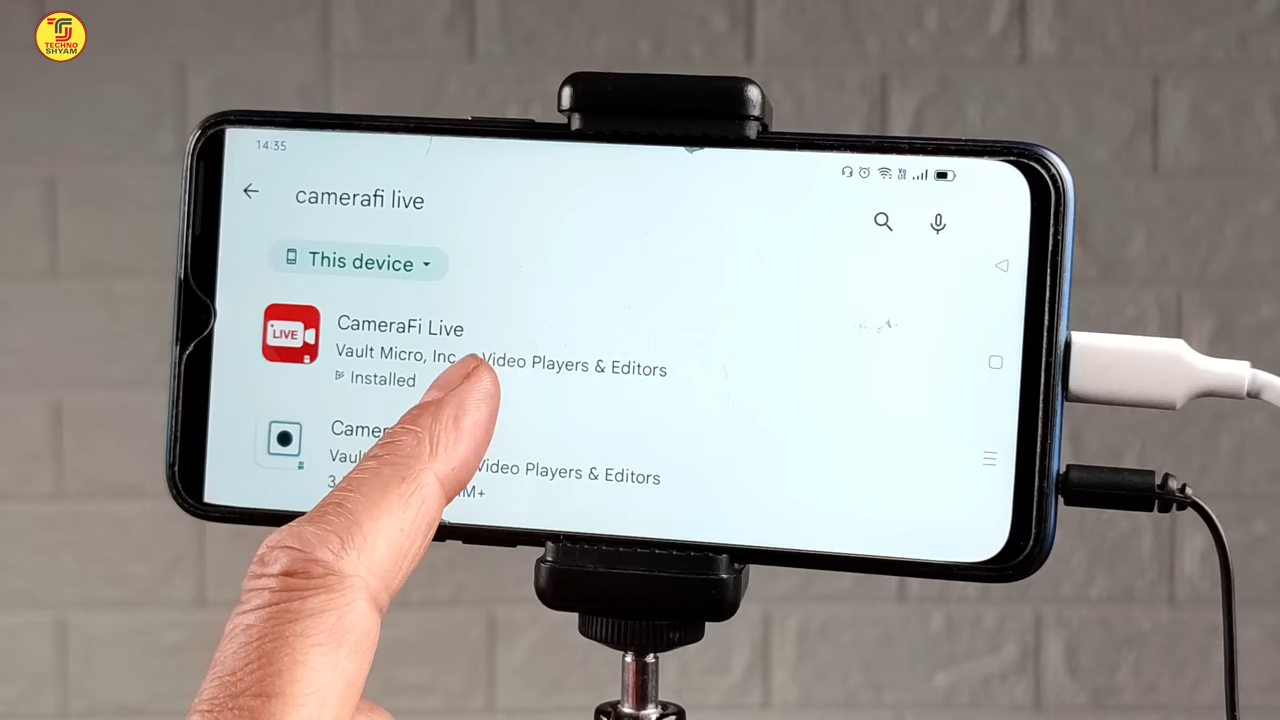 TECHNO
SHYAM
14:35
camerafi live
This device
LIVE
CameraFi Live
Vault Micro, Inc. Video Players & Editors
Installed
Video Players & Editors